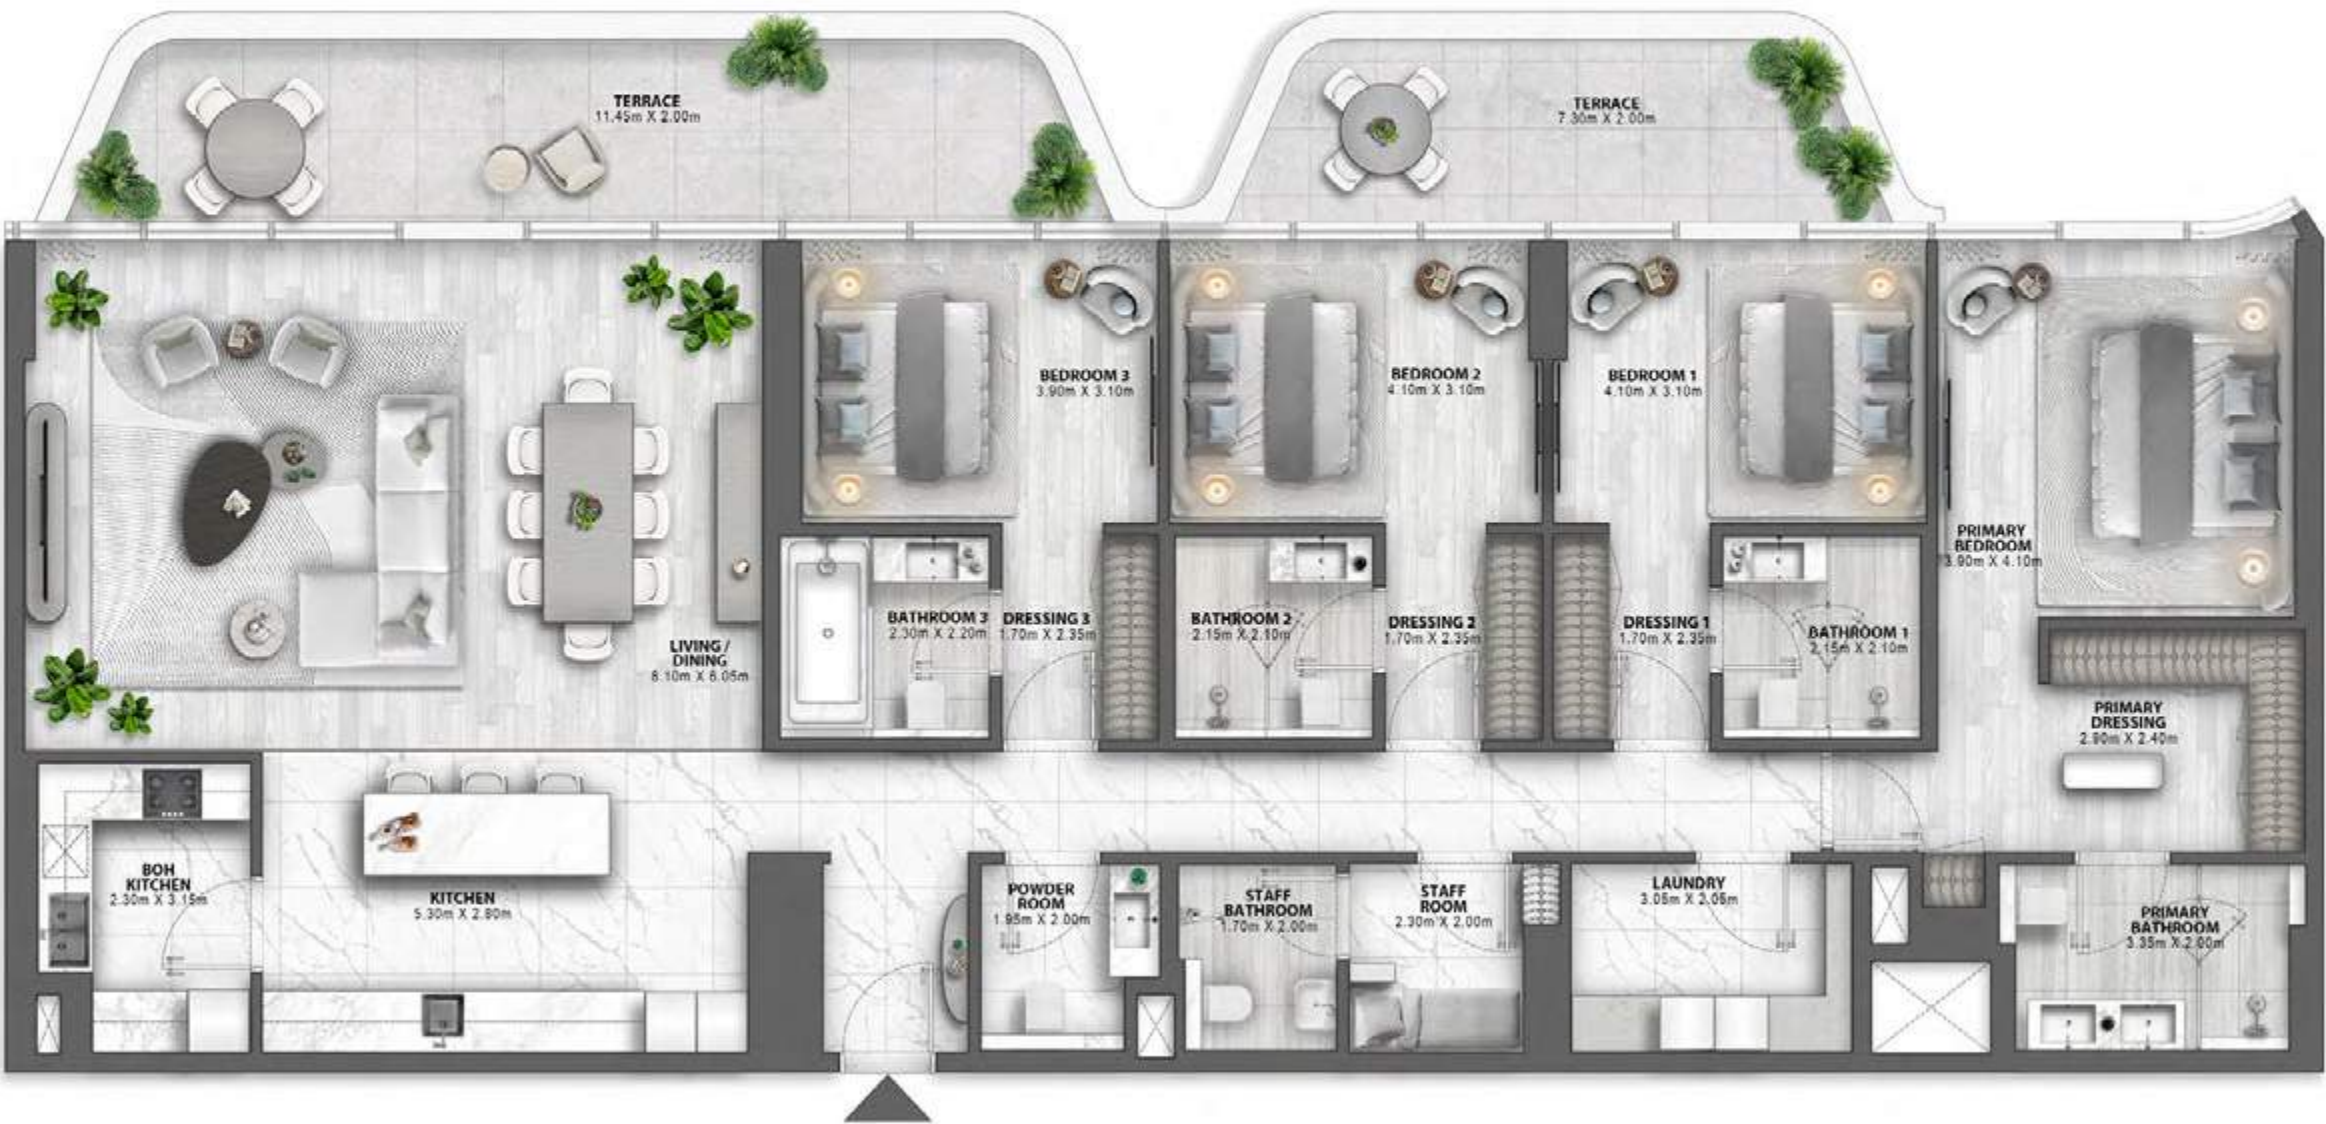 TERRACE
11.45m X 2.00m
TERRACE
7.30m X 2.00m
BEDROOM 3
3.90m X 3.10m
BEDROOM 2
4.10m X 3.10m
BEDROOM 1
4.10m X 3.10m
PRIMARY
BEDROOM
3.90m X 4.10m
LIVING /
DINING
8.10m X 6.05m
BATHROOM 3
2.30m X 2.20m
DRESSING 3
1.70m X 2.35m
BATHROOM 2
2.15m X 2.10m
DRESSING 2
1.70m X 2.35m
DRESSING 1
1.70m X 2.35m
BATHROOM 1
2.15m X 2.10m
PRIMARY
DRESSING
2.90m X 2.40m
BOH
KITCHEN
2.30m X 3.15m
KITCHEN
5.30m X 2.80m
POWDER
ROOM
1.95m X 2.00m
STAFF
BATHROOM
1.70m X 2.00m
STAFF
ROOM
2.30m X 2.00m
LAUNDRY
3.05m X 2.05m
PRIMARY
BATHROOM
3.35m X 2.00m